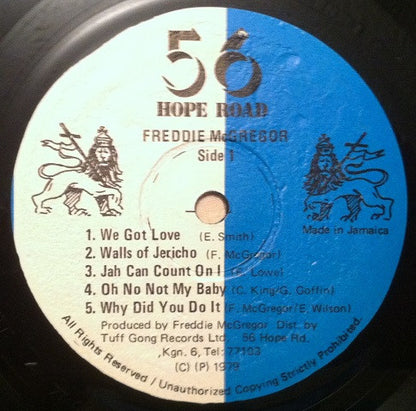 56
HOPE ROAD
FREDDIE McGREGOR
Side 1
Made in Jamaica
1. We Got Love (E. Smith)
2. Walls of Jericho (F. McGregor)
3. Jah Can Count On I (F. Lowe)
4. Oh No Not My Baby (C. King/G. Goffin)
5. Why Did You Do It (F. McGregor/E. Wilson)
Produced by Freddie McGregor Dist. by
Tuff Gong Records Ltd. 56 Hope Rd.
Kgn. 6, Tel: 77103
(C) (P) 1979
All Rights Reserved / Unauthorized Copying Strictly Prohibited.